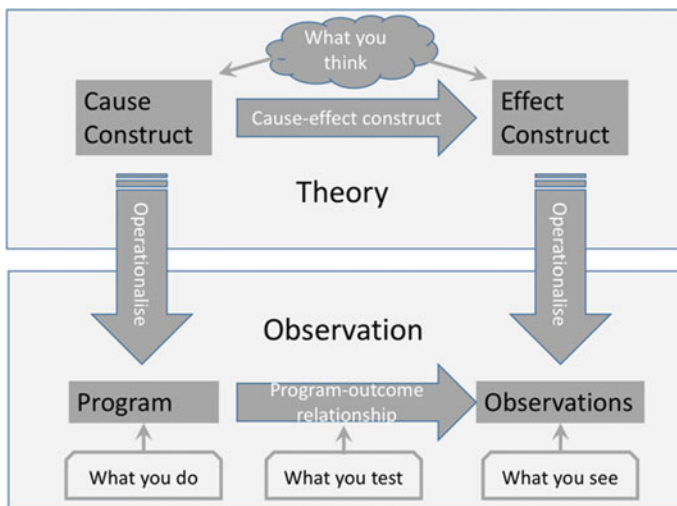 What you
think
Cause
Construct
Cause-effect construct
Effect
Construct
Theory
Operationalise
Operationalise
Observation
Program
Program-outcome
relationship
Observations
What you do
What you test
What you see